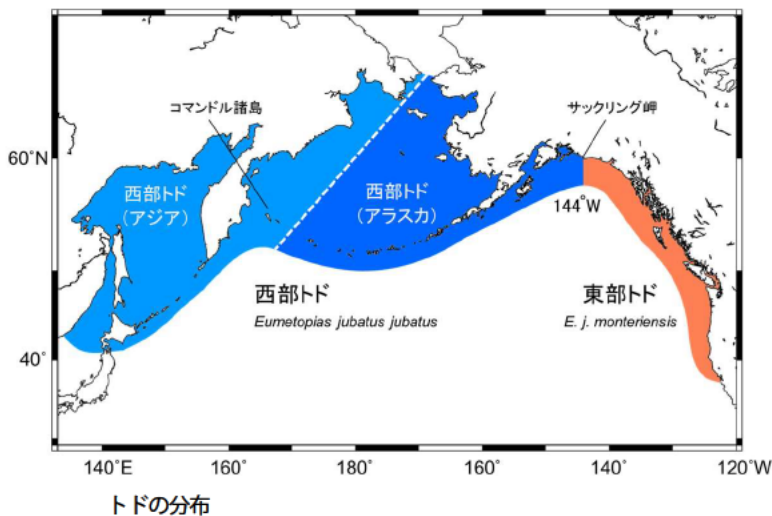 コマンドル諸島
サックリング岬
60°N
西部トド
(アジア)
西部トド
(アラスカ)
144°W
西部トド
Eumetopias jubatus jubatus
東部トド
E. j. monteriensis
40°
140°E
160°
180°
160°
140°
120°W
トドの分布